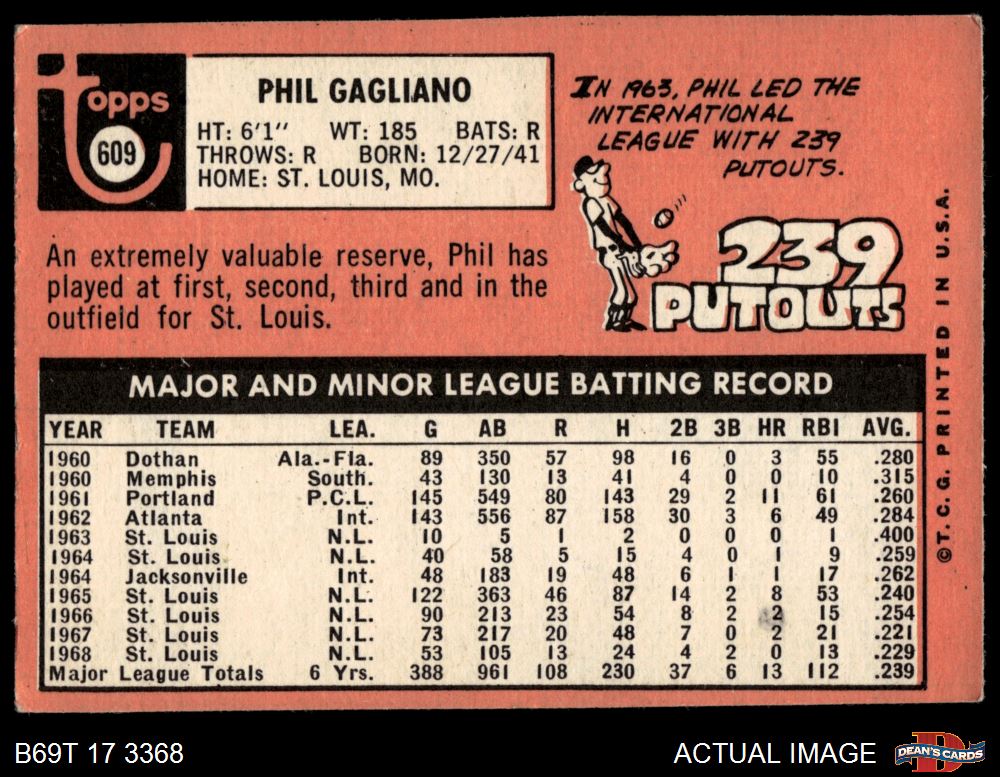 topps
609
PHIL GAGLIANO
HT: 6'1" WT: 185 BATS: R
THROWS: R BORN: 12/27/41
HOME: ST. LOUIS, MO.
IN 1963, PHIL LED THE
INTERNATIONAL
LEAGUE WITH 239
PUTOUTS.
239
PUTOUTS
An extremely valuable reserve, Phil has
played at first, second, third and in the
outfield for St. Louis.
MAJOR AND MINOR LEAGUE BATTING RECORD
YEAR TEAM LEA. G AB R H 2B 3B HR RBI AVG.
1960 Dothan Ala.-Fla. 89 350 57 98 16 0 3 55 .280
1960 Memphis South. 43 130 13 41 4 0 0 10 .315
1961 Portland P.C.L. 145 549 80 143 29 2 11 61 .260
1962 Atlanta Int. 143 556 87 158 30 3 6 49 .284
1963 St. Louis N.L. 10 5 1 2 0 0 0 1 .400
1964 St. Louis N.L. 40 58 5 15 4 0 1 9 .259
1964 Jacksonville Int. 48 183 19 48 6 1 1 17 .262
1965 St. Louis N.L. 122 363 46 87 14 2 8 53 .240
1966 St. Louis N.L. 90 213 23 54 8 2 2 15 .254
1967 St. Louis N.L. 73 217 20 48 7 0 2 21 .221
1968 St. Louis N.L. 53 105 13 24 4 2 0 13 .229
Major League Totals 6 Yrs. 388 961 108 230 37 6 13 112 .239
©T. C. G. PRINTED IN U.S.A.
B69T 17 3368
ACTUAL IMAGE
D
DEAN'S CARDS